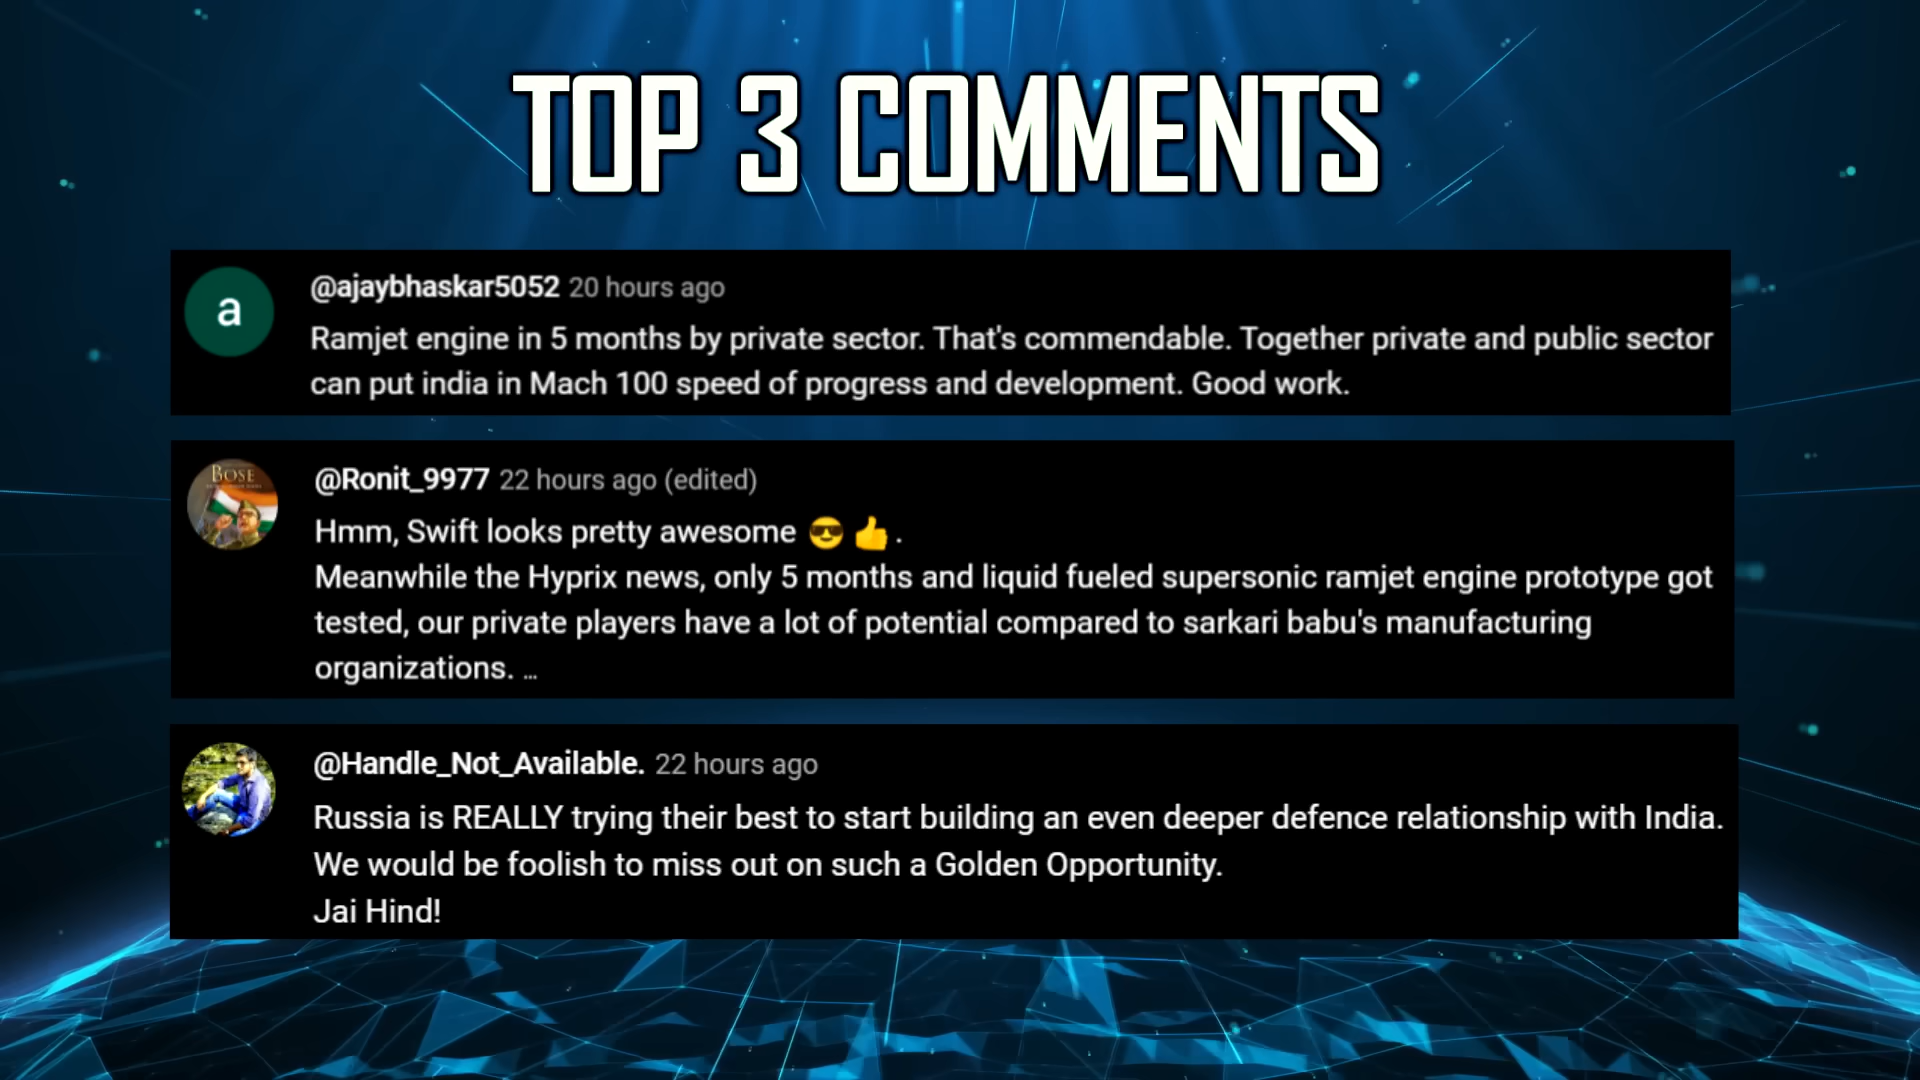 TOP 3 COMMENTS
a
@ajaybhaskar5052 20 hours ago
Ramjet engine in 5 months by private sector. That's commendable. Together private and public sector
can put india in Mach 100 speed of progress and development. Good work.
BOSE
@Ronit_9977 22 hours ago (edited)
Hmm, Swift looks pretty awesome 😎 👍 .
Meanwhile the Hyprix news, only 5 months and liquid fueled supersonic ramjet engine prototype got
tested, our private players have a lot of potential compared to sarkari babu's manufacturing
organizations. ...
@Handle_Not_Available. 22 hours ago
Russia is REALLY trying their best to start building an even deeper defence relationship with India.
We would be foolish to miss out on such a Golden Opportunity.
Jai Hind!